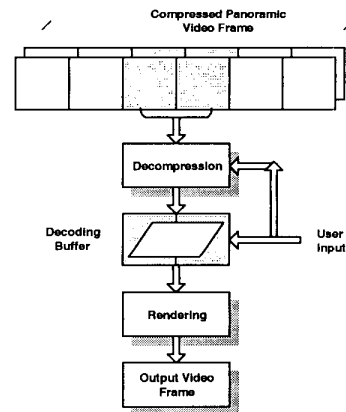 Compressed Panoramic
Video Frame
Decompression
Decoding
Buffer
User
Input
Rendering
Output Video
Frame